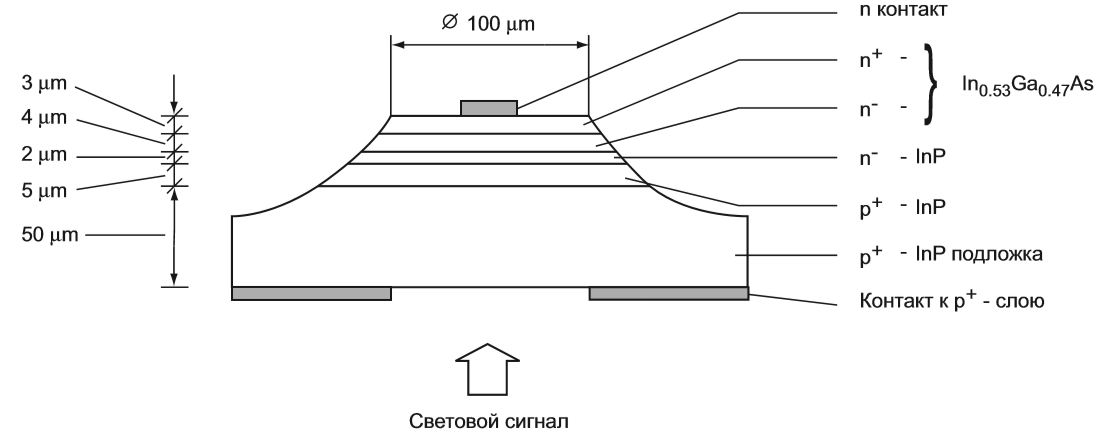 n контакт
⌀ 100 μm
n⁺ -
In₀.₅₃Ga₀.₄₇As
3 μm
n⁻ -
4 μm
2 μm
n⁻ - InP
5 μm
p⁺ - InP
50 μm
p⁺ - InP подложка
Контакт к p⁺ - слою
Световой сигнал